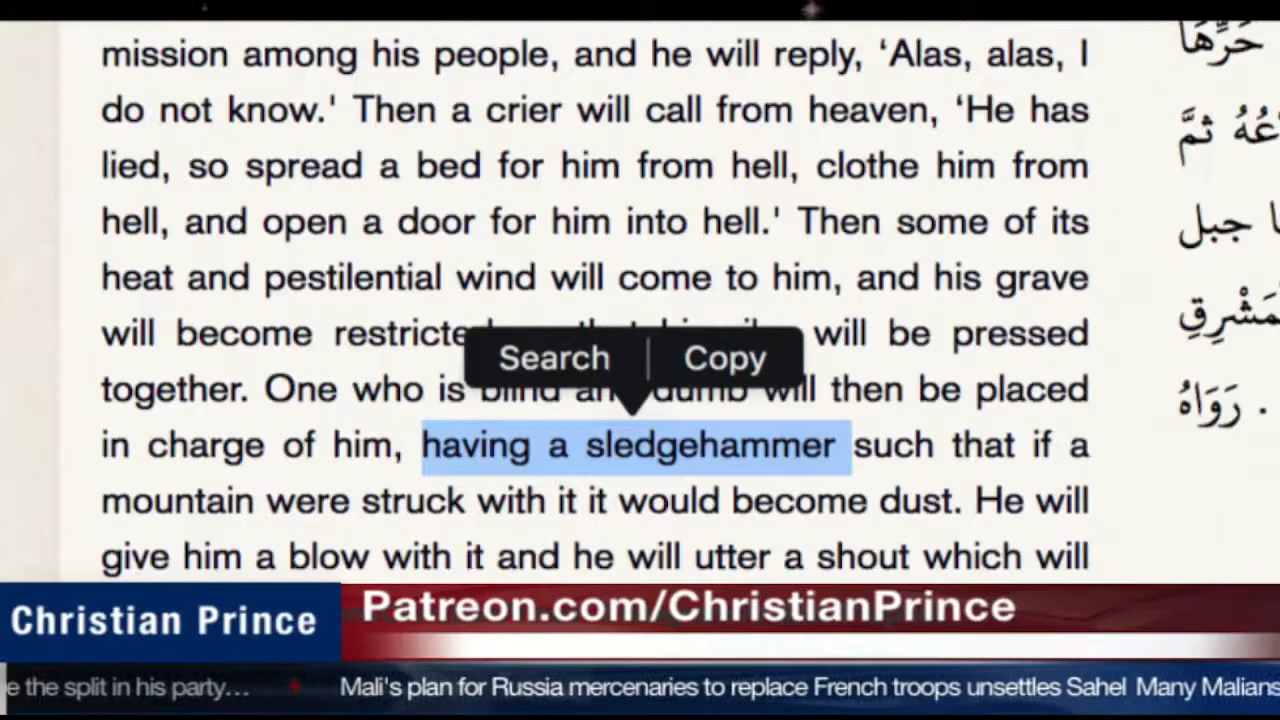 mission among his people, and he will reply, ‘Alas, alas, I
do not know.' Then a crier will call from heaven, ‘He has
lied, so spread a bed for him from hell, clothe him from
hell, and open a door for him into hell.' Then some of its
heat and pestilential wind will come to him, and his grave
will become will be pressed
together. One who is blind and dumb will then be placed
in charge of him, having a sledgehammer such that if a
mountain were struck with it it would become dust. He will
give him a blow with it and he will utter a shout which will
Search Copy
حَرِّهَا
ثمَّ
جبل
رَوَاهُ .
Christian Prince
Patreon.com/ChristianPrince
e the split in his party... Mali's plan for Russia mercenaries to replace French troops unsettles Sahel Many Malians